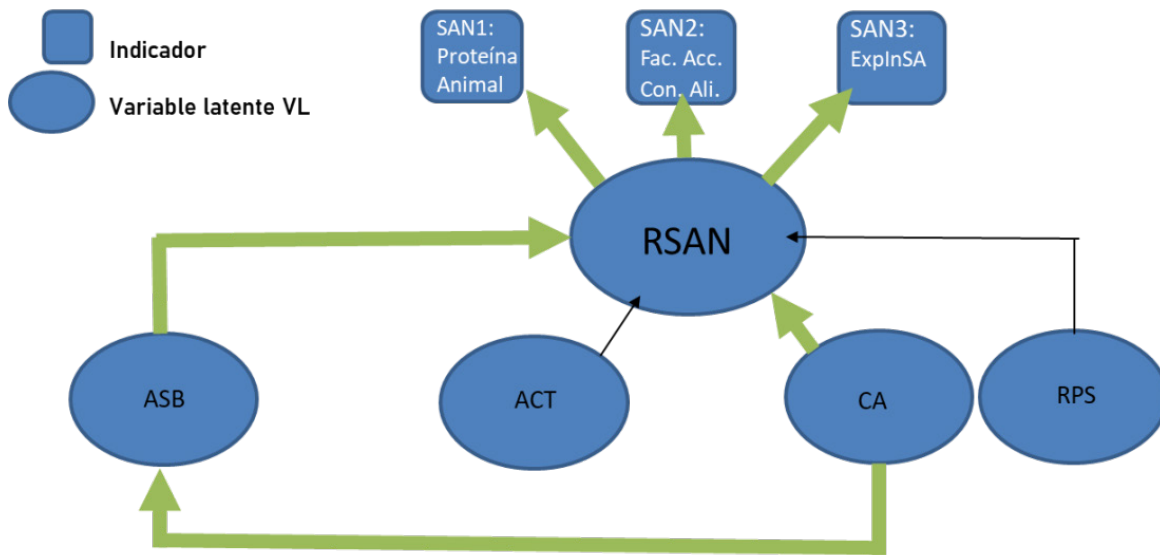 Indicador
Variable latente VL
SAN1:
Proteína
Animal
SAN2:
Fac. Acc.
Con. Ali.
SAN3:
ExpInSA
RSAN
ASB
ACT
CA
RPS